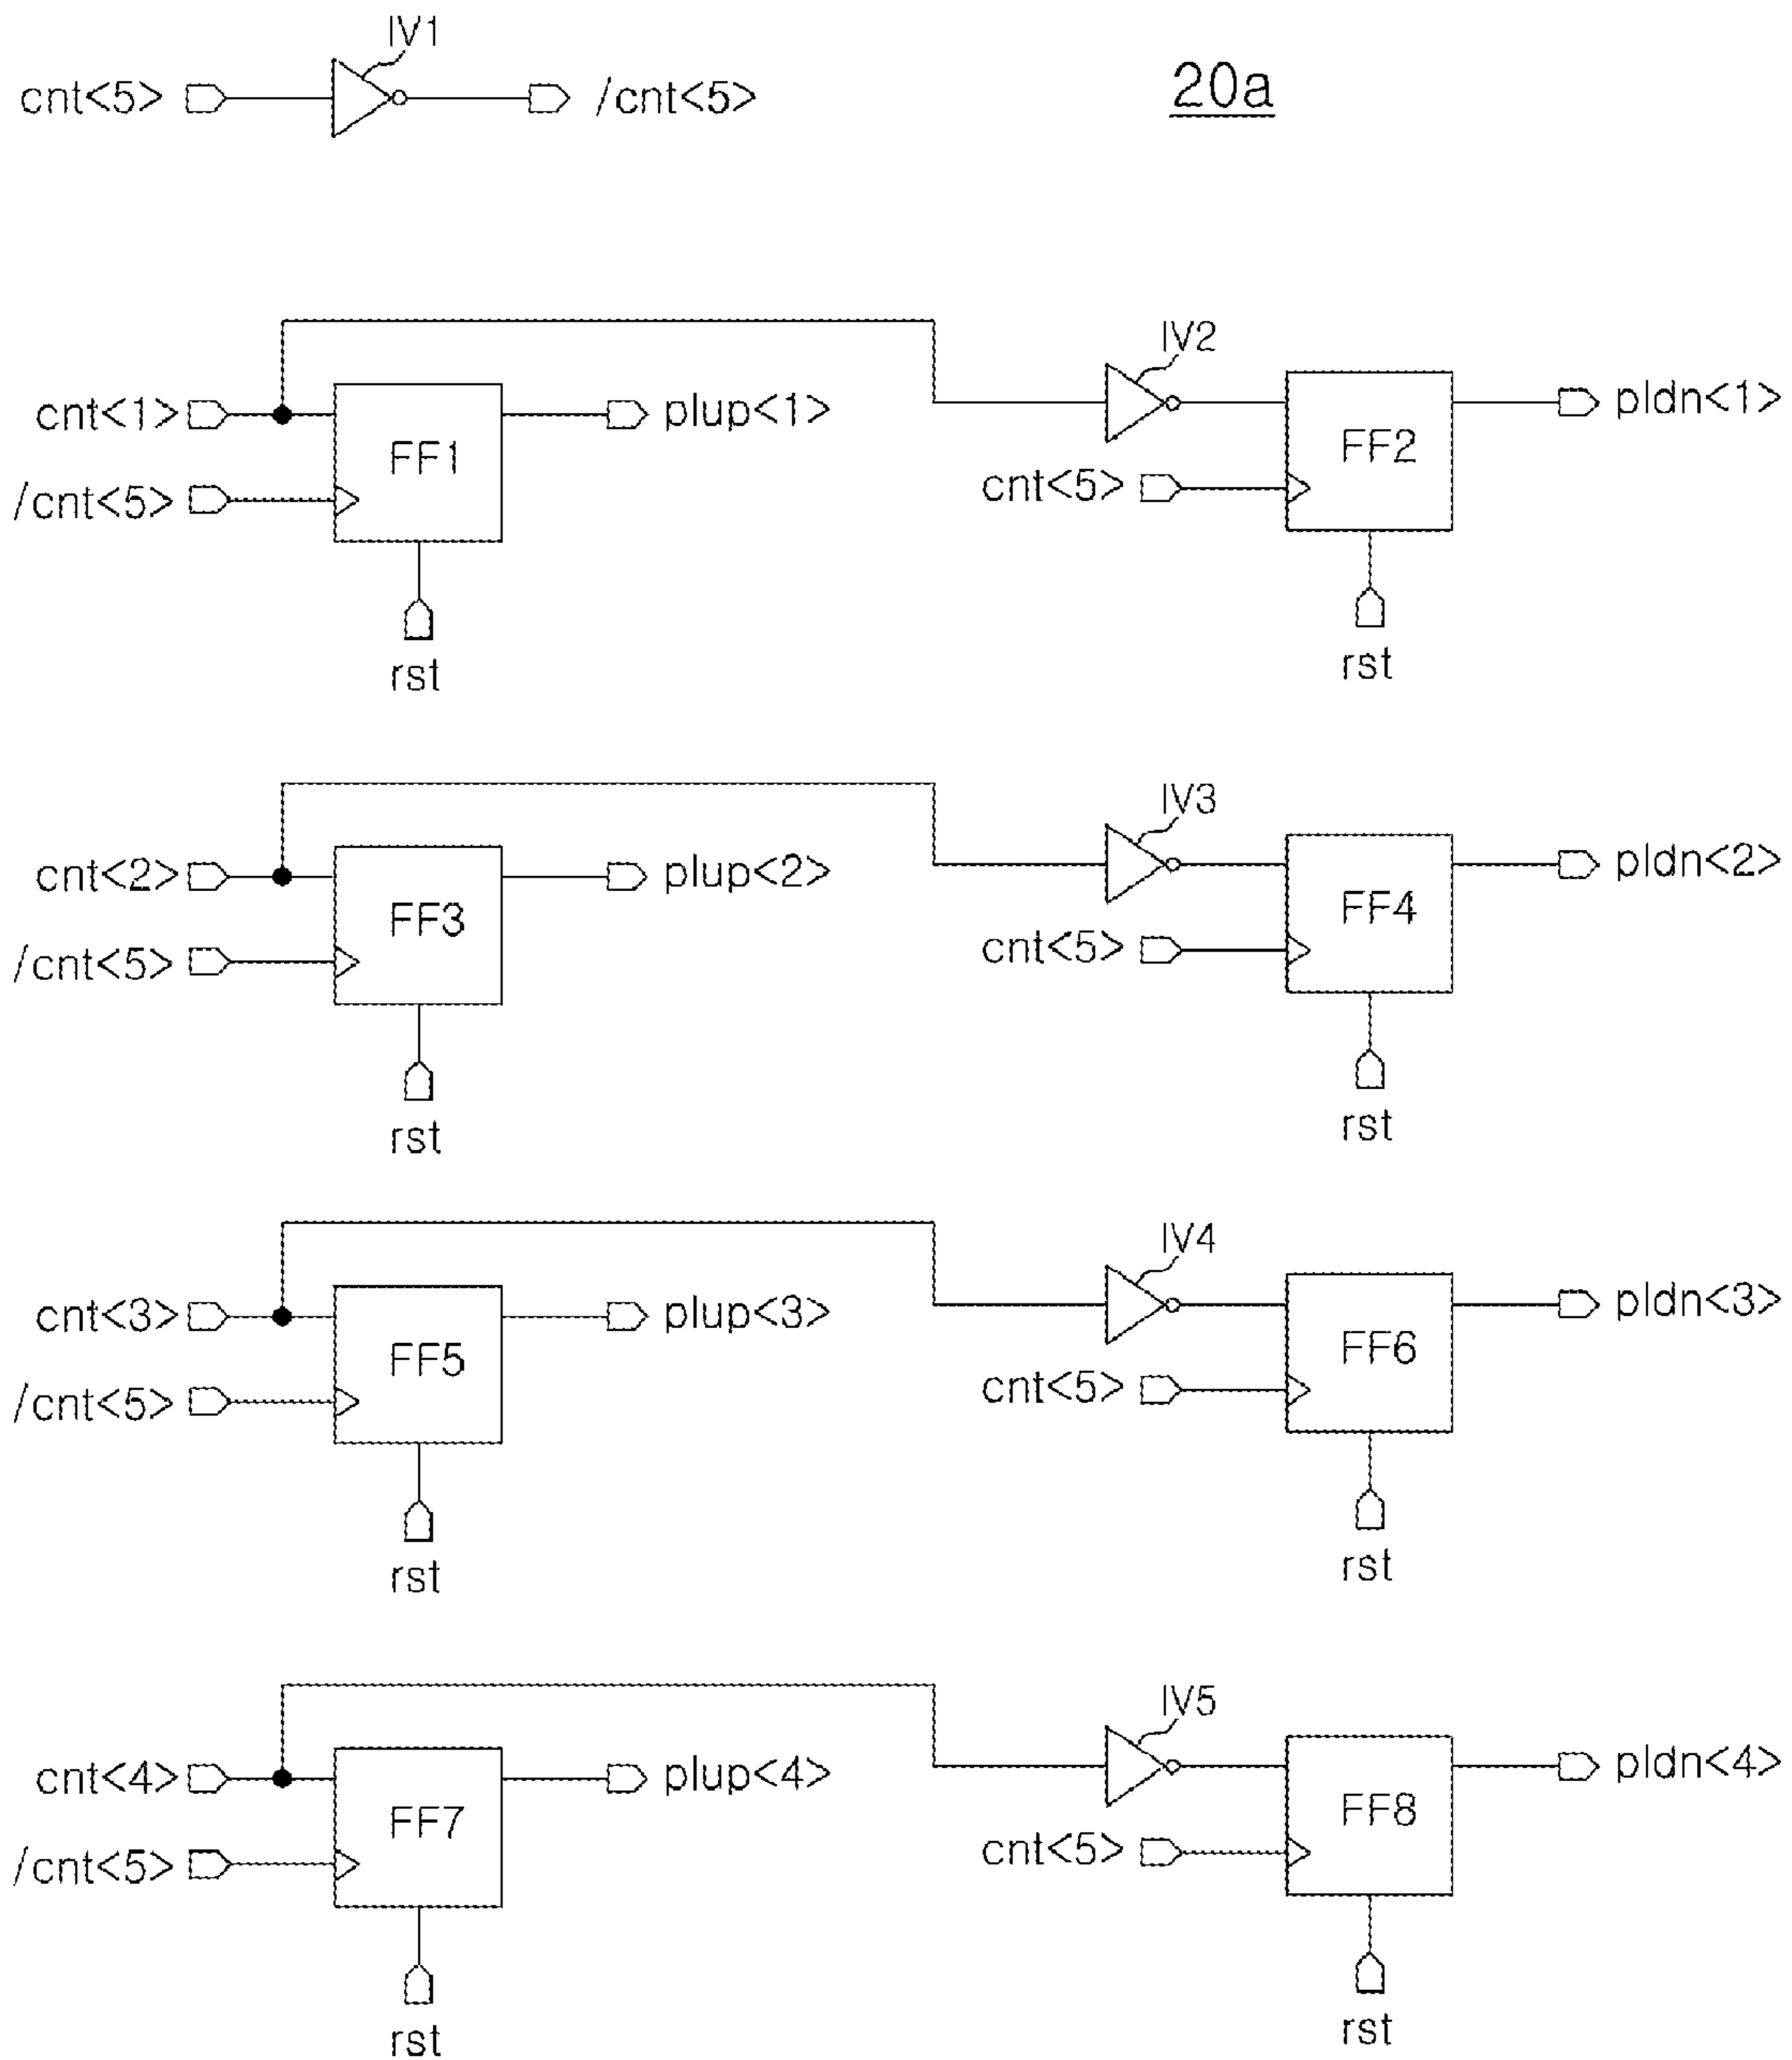 IV1
cnt<5> /cnt<5>
20a
IV2
cnt<1> FF1 plup<1> FF2 pldn<1>
/cnt<5> cnt<5>
rst rst
IV3
cnt<2> FF3 plup<2> FF4 pldn<2>
/cnt<5> cnt<5>
rst rst
IV4
cnt<3> FF5 plup<3> FF6 pldn<3>
/cnt<5> cnt<5>
rst rst
IV5
cnt<4> FF7 plup<4> FF8 pldn<4>
/cnt<5> cnt<5>
rst rst